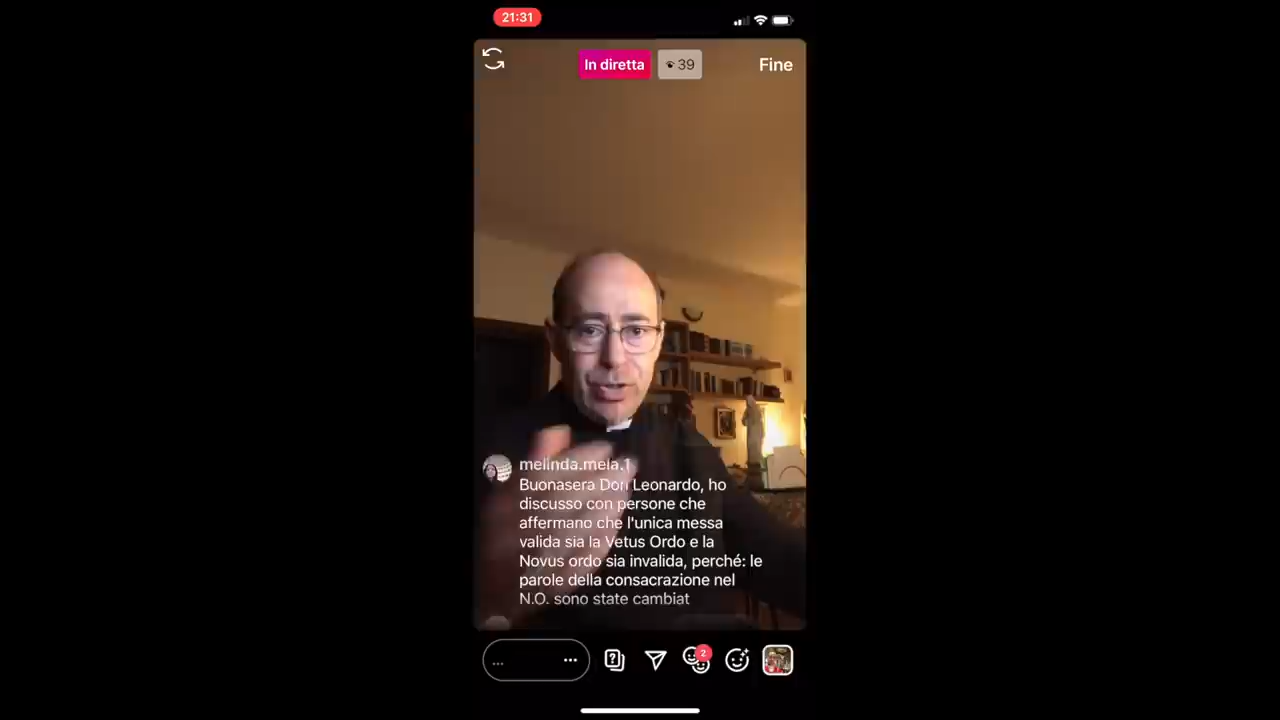 21:31
In diretta
39
Fine
melinda.mela.1
Buonasera Don Leonardo, ho
discusso con persone che
affermano che l'unica messa
valida sia la Vetus Ordo e la
Novus ordo sia invalida, perché: le
parole della consacrazione nel
N.O. sono state cambiat
...
2